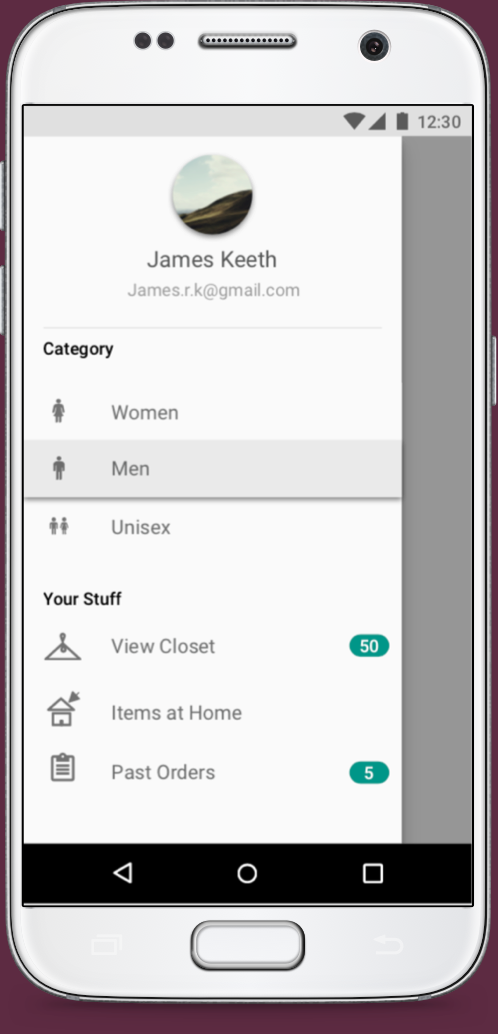 12:30
James Keeth
James.r.k@gmail.com
Category
Women
Men
Unisex
Your Stuff
View Closet 50
Items at Home
Past Orders 5